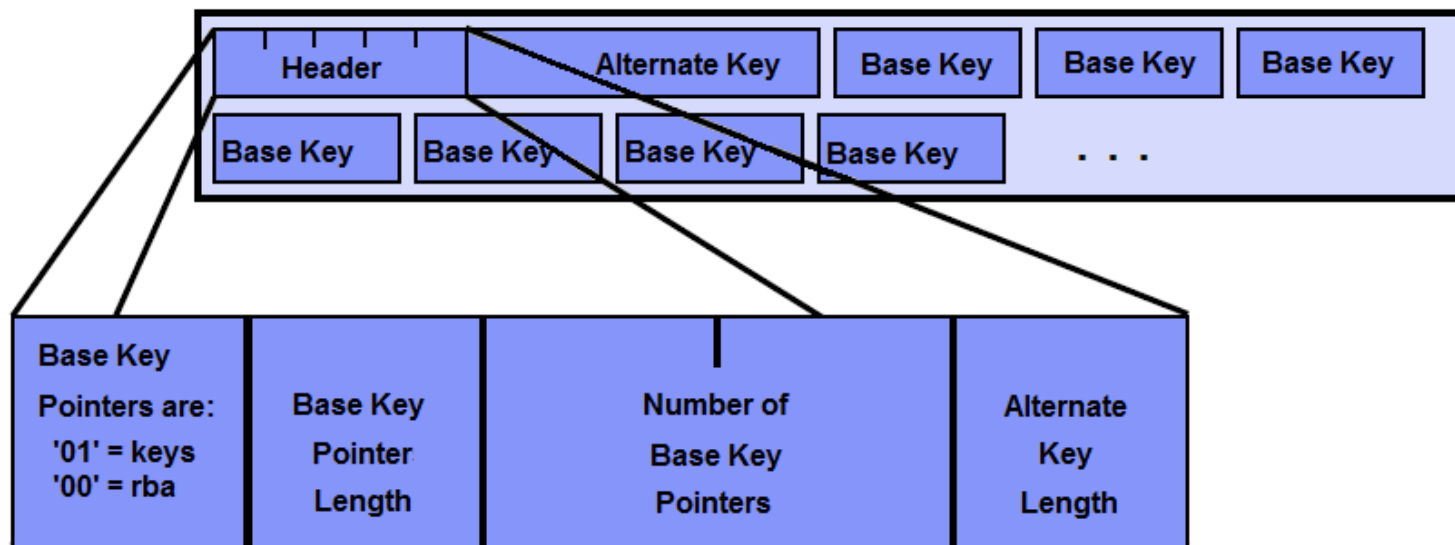 Header
Alternate Key
Base Key
Base Key
Base Key
Base Key
Base Key
Base Key
Base Key
. . .
Base Key
Pointers are:
'01' = keys
'00' = rba
Base Key
Pointer
Length
Number of
Base Key
Pointers
Alternate
Key
Length